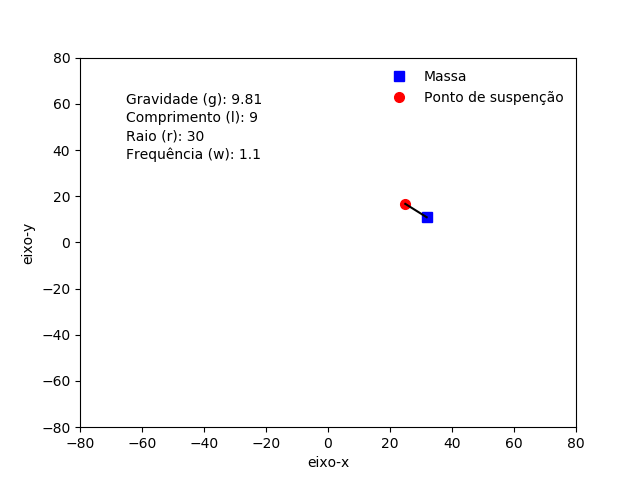 Massa
Ponto de suspenção
Gravidade (g): 9.81
Comprimento (l): 9
Raio (r): 30
Frequência (w): 1.1
80
60
40
20
0
−20
−40
−60
−80
eixo-y
−80 −60 −40 −20 0 20 40 60 80
eixo-x